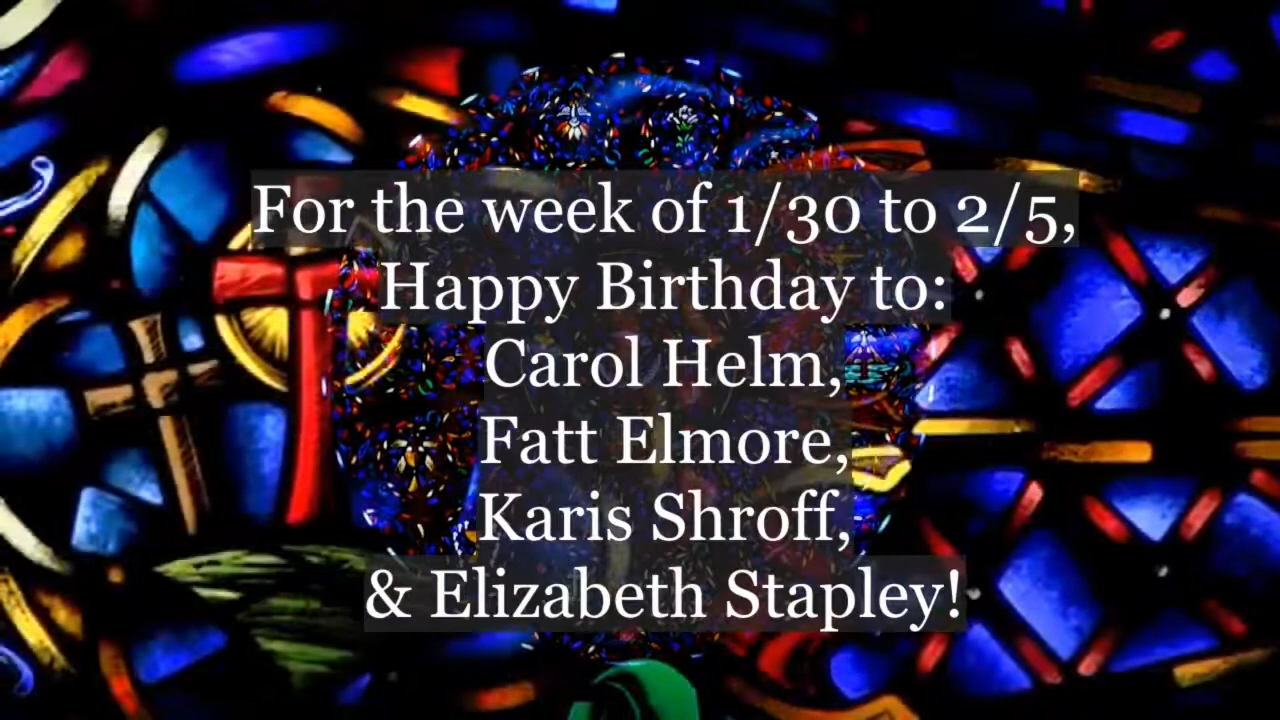 For the week of 1/30 to 2/5,
Happy Birthday to:
Carol Helm,
Fatt Elmore,
Karis Shroff,
& Elizabeth Stapley!